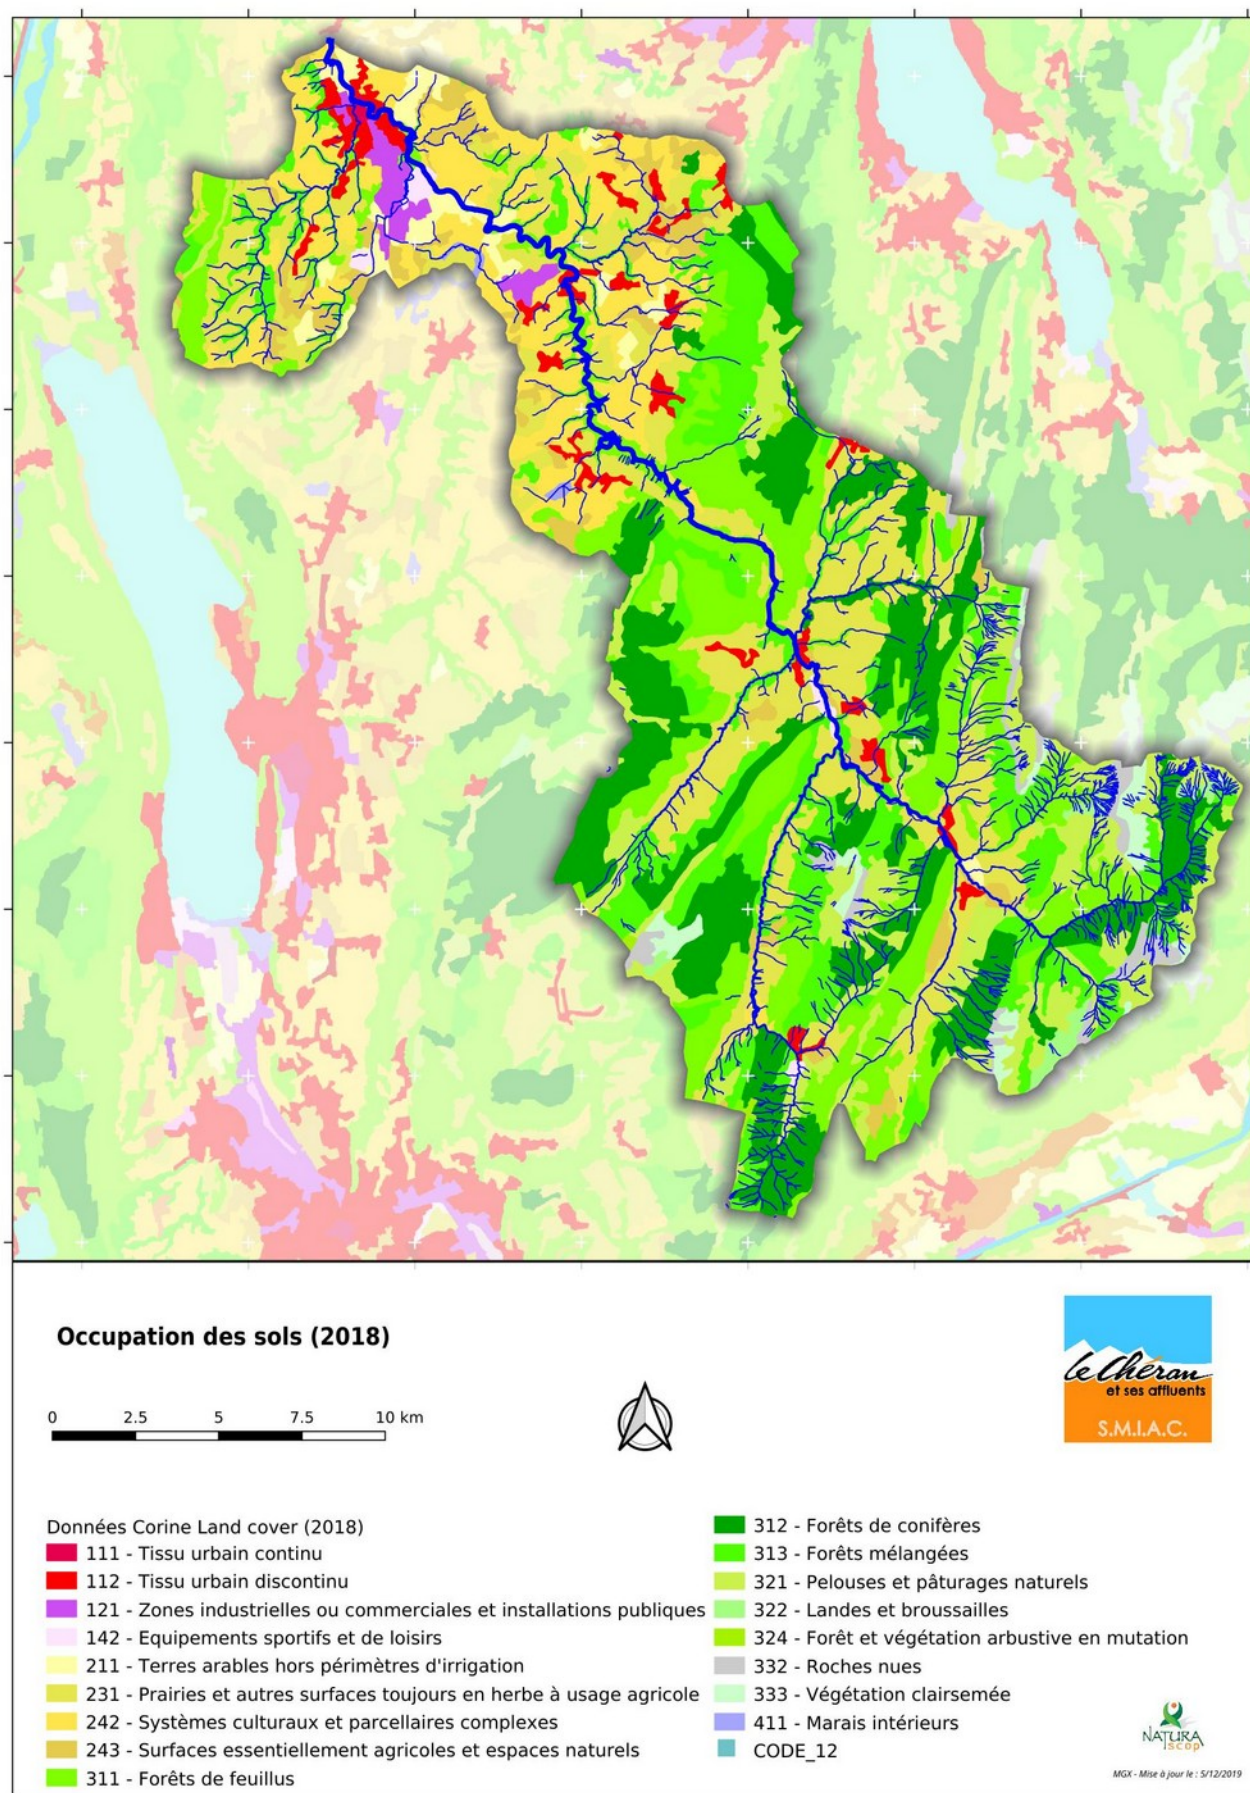 Occupation des sols (2018)
0 2.5 5 7.5 10 km
le Chéran
et ses affluents
S.M.I.A.C.
Données Corine Land cover (2018)
111 - Tissu urbain continu
112 - Tissu urbain discontinu
121 - Zones industrielles ou commerciales et installations publiques
142 - Equipements sportifs et de loisirs
211 - Terres arables hors périmètres d'irrigation
231 - Prairies et autres surfaces toujours en herbe à usage agricole
242 - Systèmes culturaux et parcellaires complexes
243 - Surfaces essentiellement agricoles et espaces naturels
311 - Forêts de feuillus
312 - Forêts de conifères
313 - Forêts mélangées
321 - Pelouses et pâturages naturels
322 - Landes et broussailles
324 - Forêt et végétation arbustive en mutation
332 - Roches nues
333 - Végétation clairsemée
411 - Marais intérieurs
CODE_12
NATURA
scop
MGX - Mise à jour le : 5/12/2019